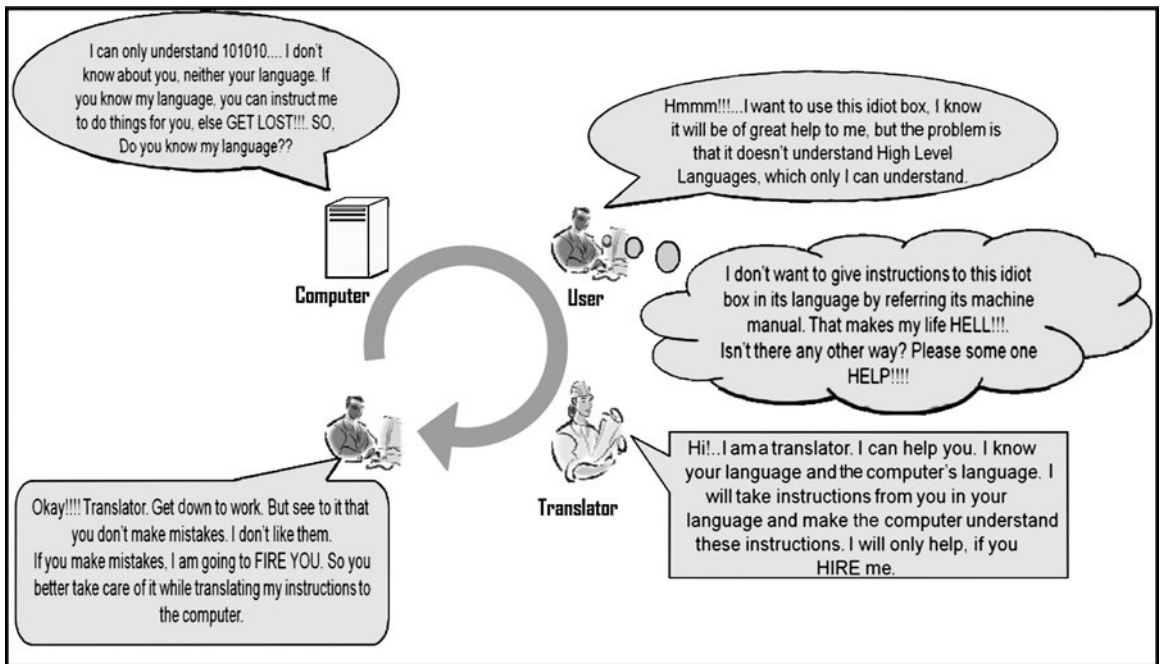 I can only understand 101010.... I don't
know about you, neither your language. If
you know my language, you can instruct me
to do things for you, else GET LOST!!!. SO,
Do you know my language??
Computer
Hmmm!!!...I want to use this idiot box, I know
it will be of great help to me, but the problem is
that it doesn't understand High Level
Languages, which only I can understand.
User
I don't want to give instructions to this idiot
box in its language by referring its machine
manual. That makes my life HELL!!!.
Isn't there any other way? Please some one
HELP!!!!
Translator
Hi!..I am a translator. I can help you. I know
your language and the computer's language. I
will take instructions from you in your
language and make the computer understand
these instructions. I will only help, if you
HIRE me.
Okay!!!! Translator. Get down to work. But see to it that
you don't make mistakes. I don't like them.
If you make mistakes, I am going to FIRE YOU. So you
better take care of it while translating my instructions to
the computer.